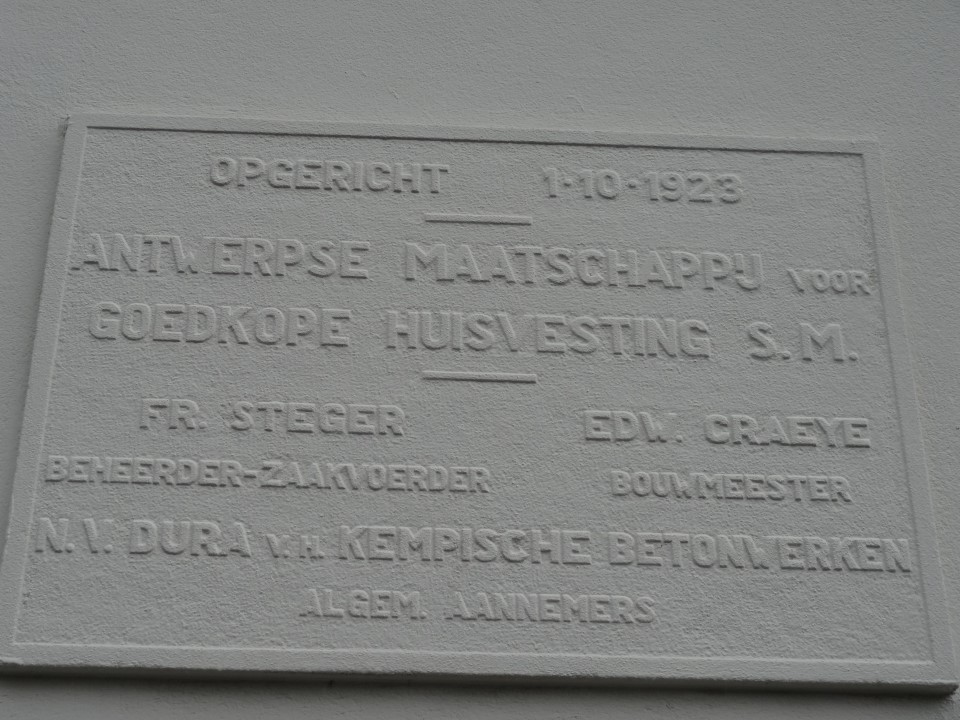 OPGERICHT 1·10·1923
ANTWERPSE MAATSCHAPPIJ VOOR
GOEDKOPE HUISVESTING S.M.
FR. STEGER EDW. CRAEYE
BEHEERDER-ZAAKVOERDER BOUWMEESTER
N.V. DURA V.H. KEMPISCHE BETONWERKEN
ALGEM. AANNEMERS